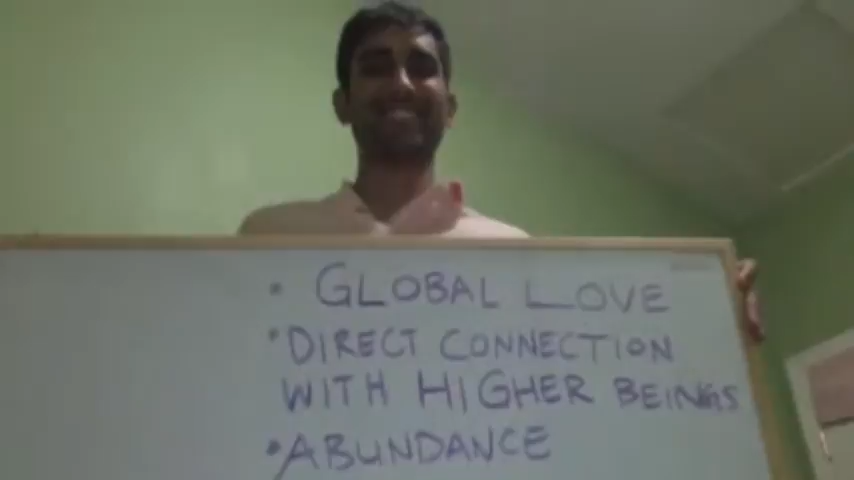 • GLOBAL LOVE
• DIRECT CONNECTION
WITH HIGHER BEINGS
• ABUNDANCE